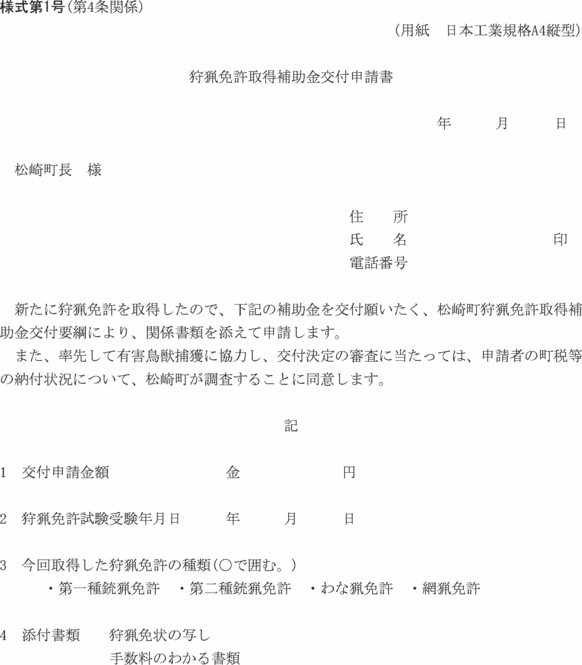 様式第1号(第4条関係)
(用紙　日本工業規格A4縦型)
狩猟免許取得補助金交付申請書
年　　　月　　　日
松崎町長　様
住　　所
氏　　名　　　　　　　　　　印
電話番号
　新たに狩猟免許を取得したので、下記の補助金を交付願いたく、松崎町狩猟免許取得補
助金交付要綱により、関係書類を添えて申請します。
　また、率先して有害鳥獣捕獲に協力し、交付決定の審査に当たっては、申請者の町税等
の納付状況について、松崎町が調査することに同意します。
記
1　交付申請金額　　　　　　　　金　　　　　　　円
2　狩猟免許試験受験年月日　　　年　　　月　　　日
3　今回取得した狩猟免許の種類(○で囲む。)
・第一種銃猟免許　・第二種銃猟免許　・わな猟免許　・網猟免許
4　添付書類　　狩猟免状の写し
手数料のわかる書類